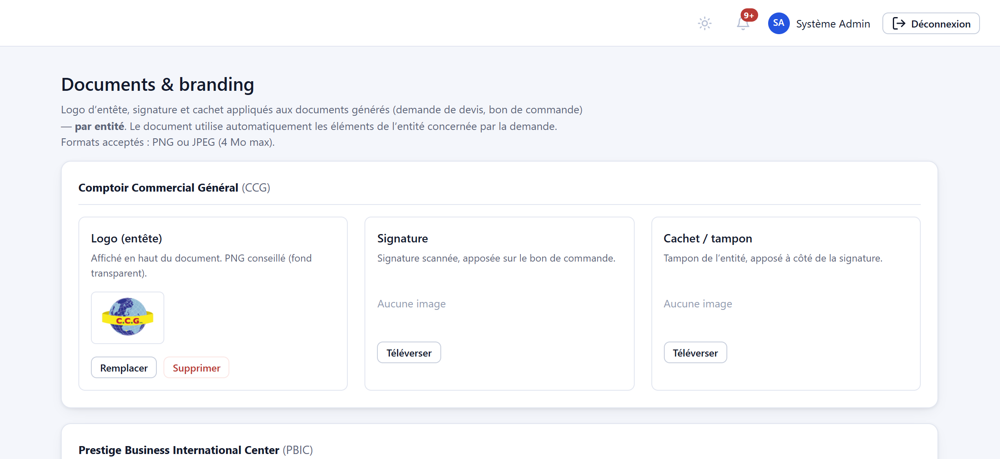 9+
SA
Système Admin
Déconnexion
Documents & branding
Logo d’entête, signature et cachet appliqués aux documents générés (demande de devis, bon de commande)
— par entité. Le document utilise automatiquement les éléments de l’entité concernée par la demande.
Formats acceptés : PNG ou JPEG (4 Mo max).
Comptoir Commercial Général (CCG)
Logo (entête)
Affiché en haut du document. PNG conseillé (fond
transparent).
C.C.G
Remplacer
Supprimer
Signature
Signature scannée, apposée sur le bon de commande.
Aucune image
Téléverser
Cachet / tampon
Tampon de l’entité, apposé à côté de la signature.
Aucune image
Téléverser
Prestige Business International Center (PBIC)